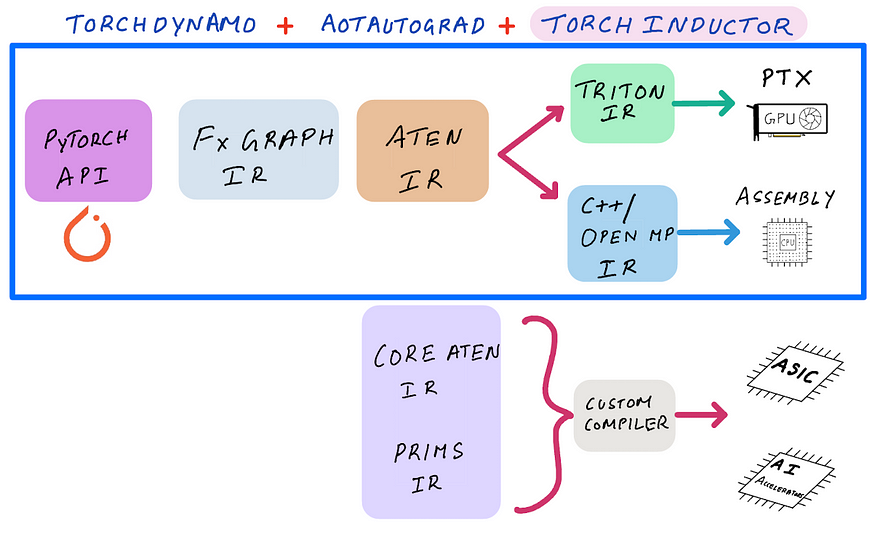 TORCHDYNAMO + AOTAUTOGRAD + TORCH INDUCTOR
PYTORCH
API
FX GRAPH
IR
ATEN
IR
TRITON
IR
PTX
GPU
C++/
OPEN MP
IR
ASSEMBLY
CPU
CORE ATEN
IR
PRIMS
IR
CUSTOM
COMPILER
ASIC
AI
ACCELERATORS